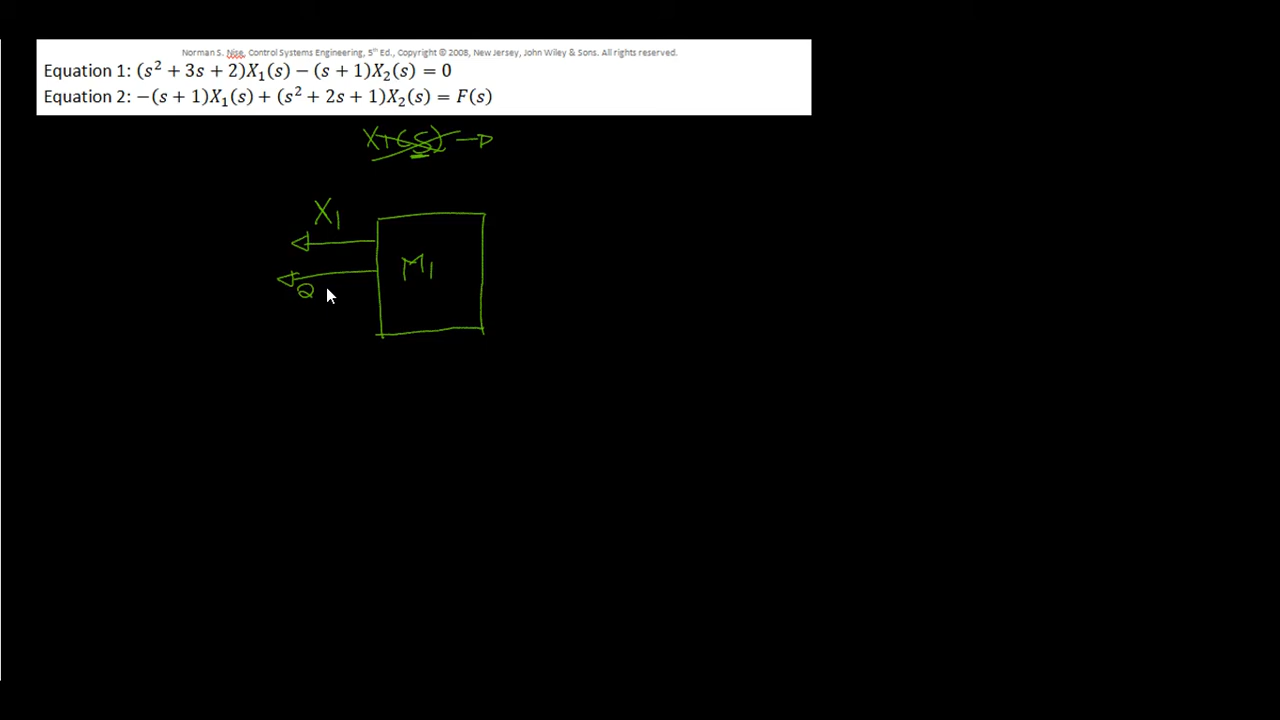 Norman S. Nise, Control Systems Engineering, 5th Ed., Copyright © 2008, New Jersey, John Wiley & Sons. All rights reserved.
Equation 1: (s² + 3s + 2)X₁(s) − (s + 1)X₂(s) = 0
Equation 2: −(s + 1)X₁(s) + (s² + 2s + 1)X₂(s) = F(s)
X₁
M₁
2